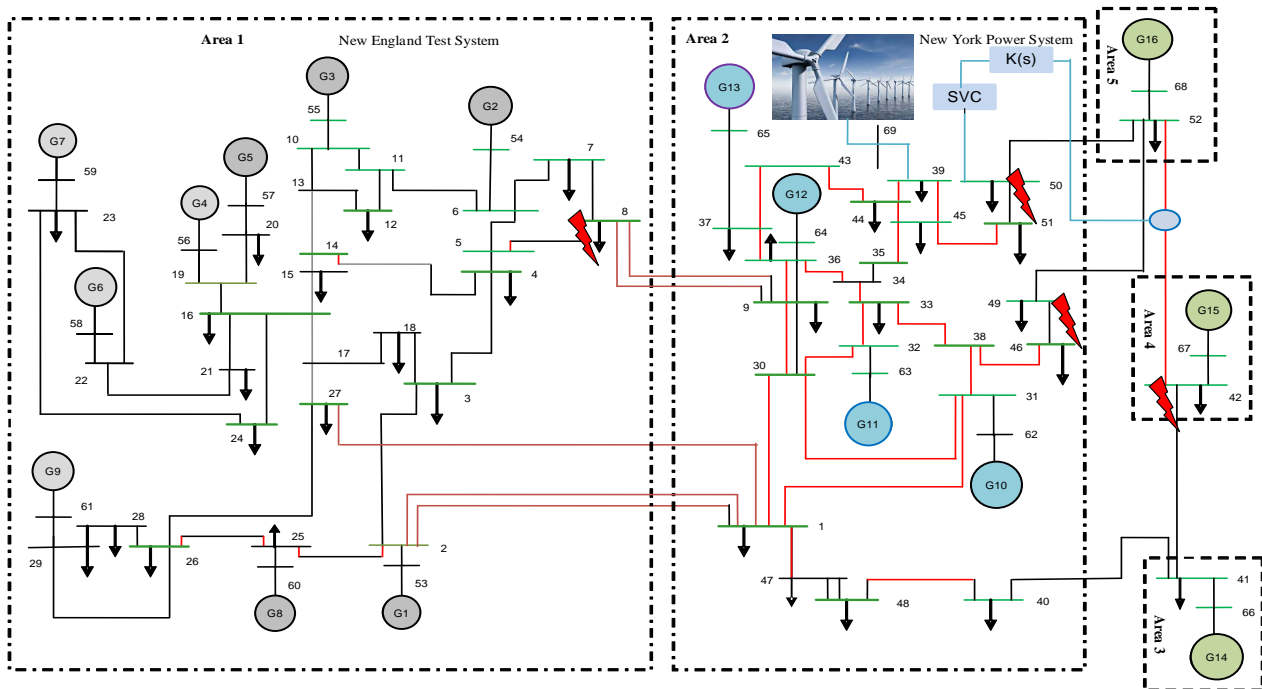 Area 1
New England Test System
G3
55
10
11
13
12
G2
54
7
6
8
5
4
G7
59
23
G5
57
G4
20
56
19
G6
58
22
16
21
24
14
15
17
18
3
27
G9
61
28
29
26
25
60
G8
2
53
G1
Area 2
New York Power System
G13
65
37
43
G12
64
36
9
69
39
44
45
35
34
33
32
63
G11
30
38
31
62
G10
K(s)
SVC
50
51
49
46
1
47
48
40
Area 5
G16
68
52
Area 4
G15
67
42
Area 3
41
66
G14